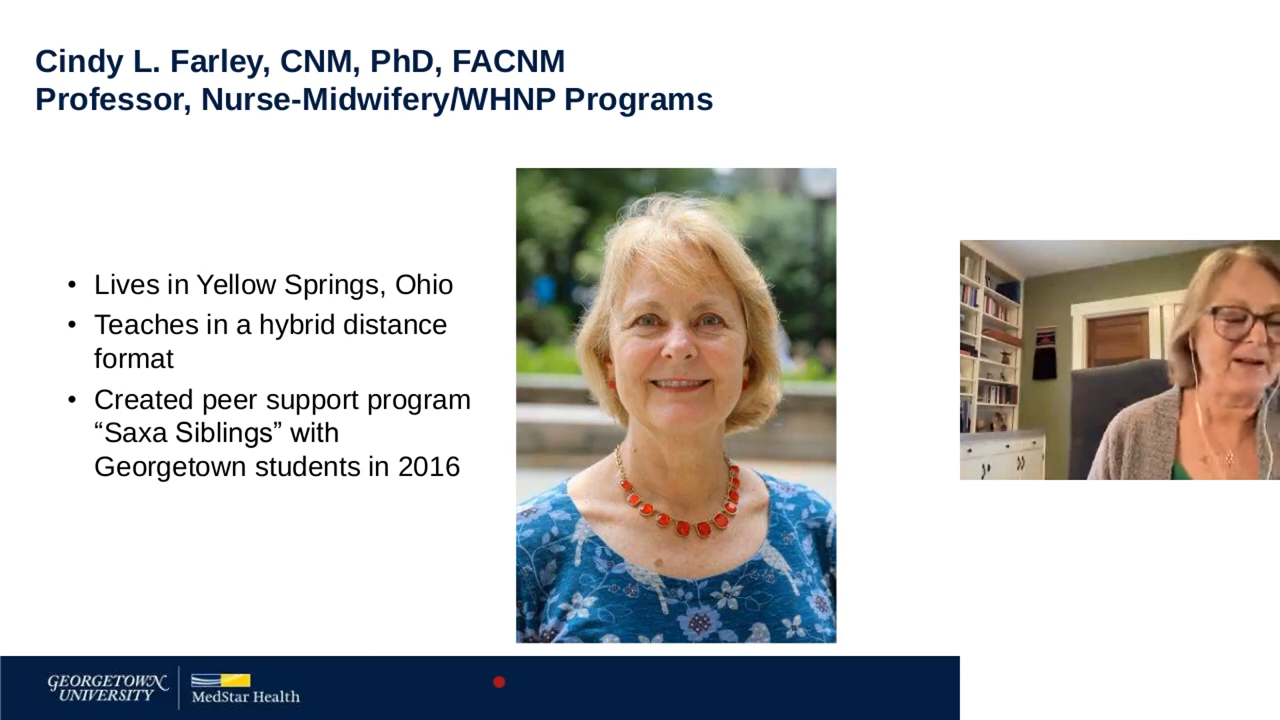 Cindy L. Farley, CNM, PhD, FACNM
Professor, Nurse-Midwifery/WHNP Programs
• Lives in Yellow Springs, Ohio
• Teaches in a hybrid distance
format
• Created peer support program
“Saxa Siblings” with
Georgetown students in 2016
GEORGETOWN
UNIVERSITY
MedStar Health